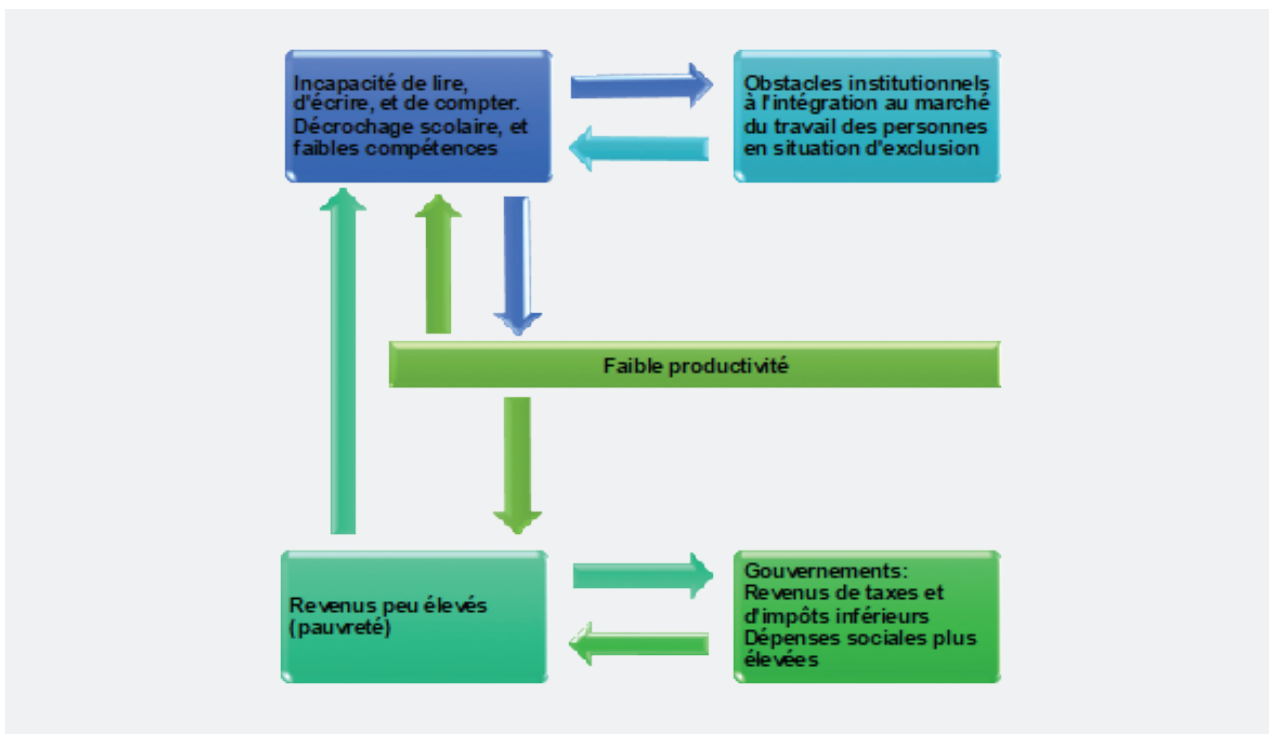 Incapacité de lire,
d'écrire, et de compter.
Décrochage scolaire, et
faibles compétences
Obstacles institutionnels
à l'intégration au marché
du travail des personnes
en situation d'exclusion
Faible productivité
Revenus peu élevés
(pauvreté)
Gouvernements:
Revenus de taxes et
d'impôts inférieurs
Dépenses sociales plus
élevées